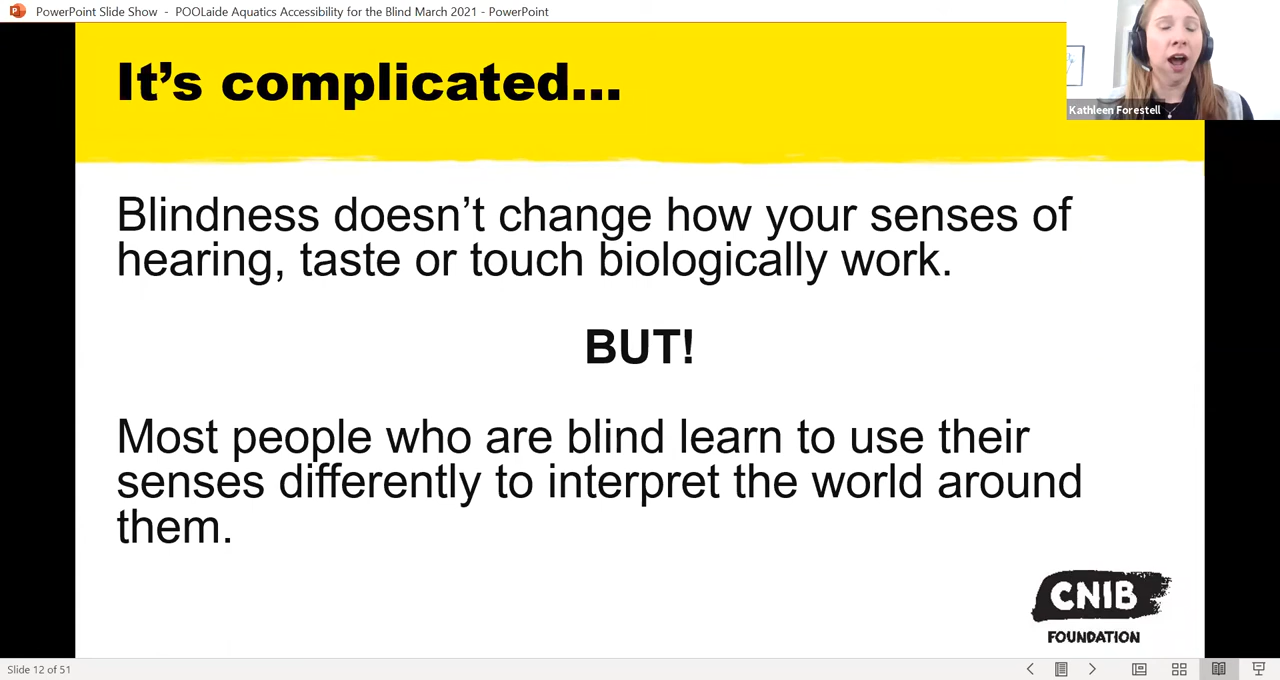 PowerPoint Slide Show - POOLaide Aquatics Accessibility for the Blind March 2021 - PowerPoint
Kathleen Forestell
It’s complicated...
Blindness doesn’t change how your senses of
hearing, taste or touch biologically work.
BUT!
Most people who are blind learn to use their
senses differently to interpret the world around
them.
CNIB
FOUNDATION
Slide 12 of 51